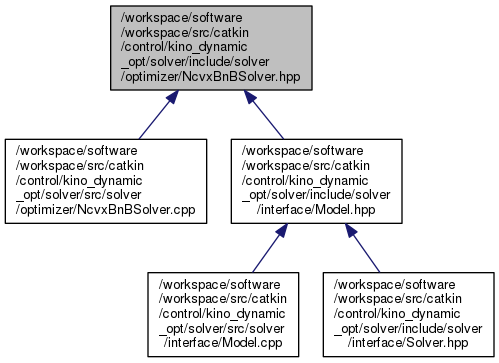 /workspace/software
/workspace/src/catkin
/control/kino_dynamic
_opt/solver/include/solver
/optimizer/NcvxBnBSolver.hpp
/workspace/software
/workspace/src/catkin
/control/kino_dynamic
_opt/solver/src/solver
/optimizer/NcvxBnBSolver.cpp
/workspace/software
/workspace/src/catkin
/control/kino_dynamic
_opt/solver/include/solver
/interface/Model.hpp
/workspace/software
/workspace/src/catkin
/control/kino_dynamic
_opt/solver/src/solver
/interface/Model.cpp
/workspace/software
/workspace/src/catkin
/control/kino_dynamic
_opt/solver/include/solver
/interface/Solver.hpp